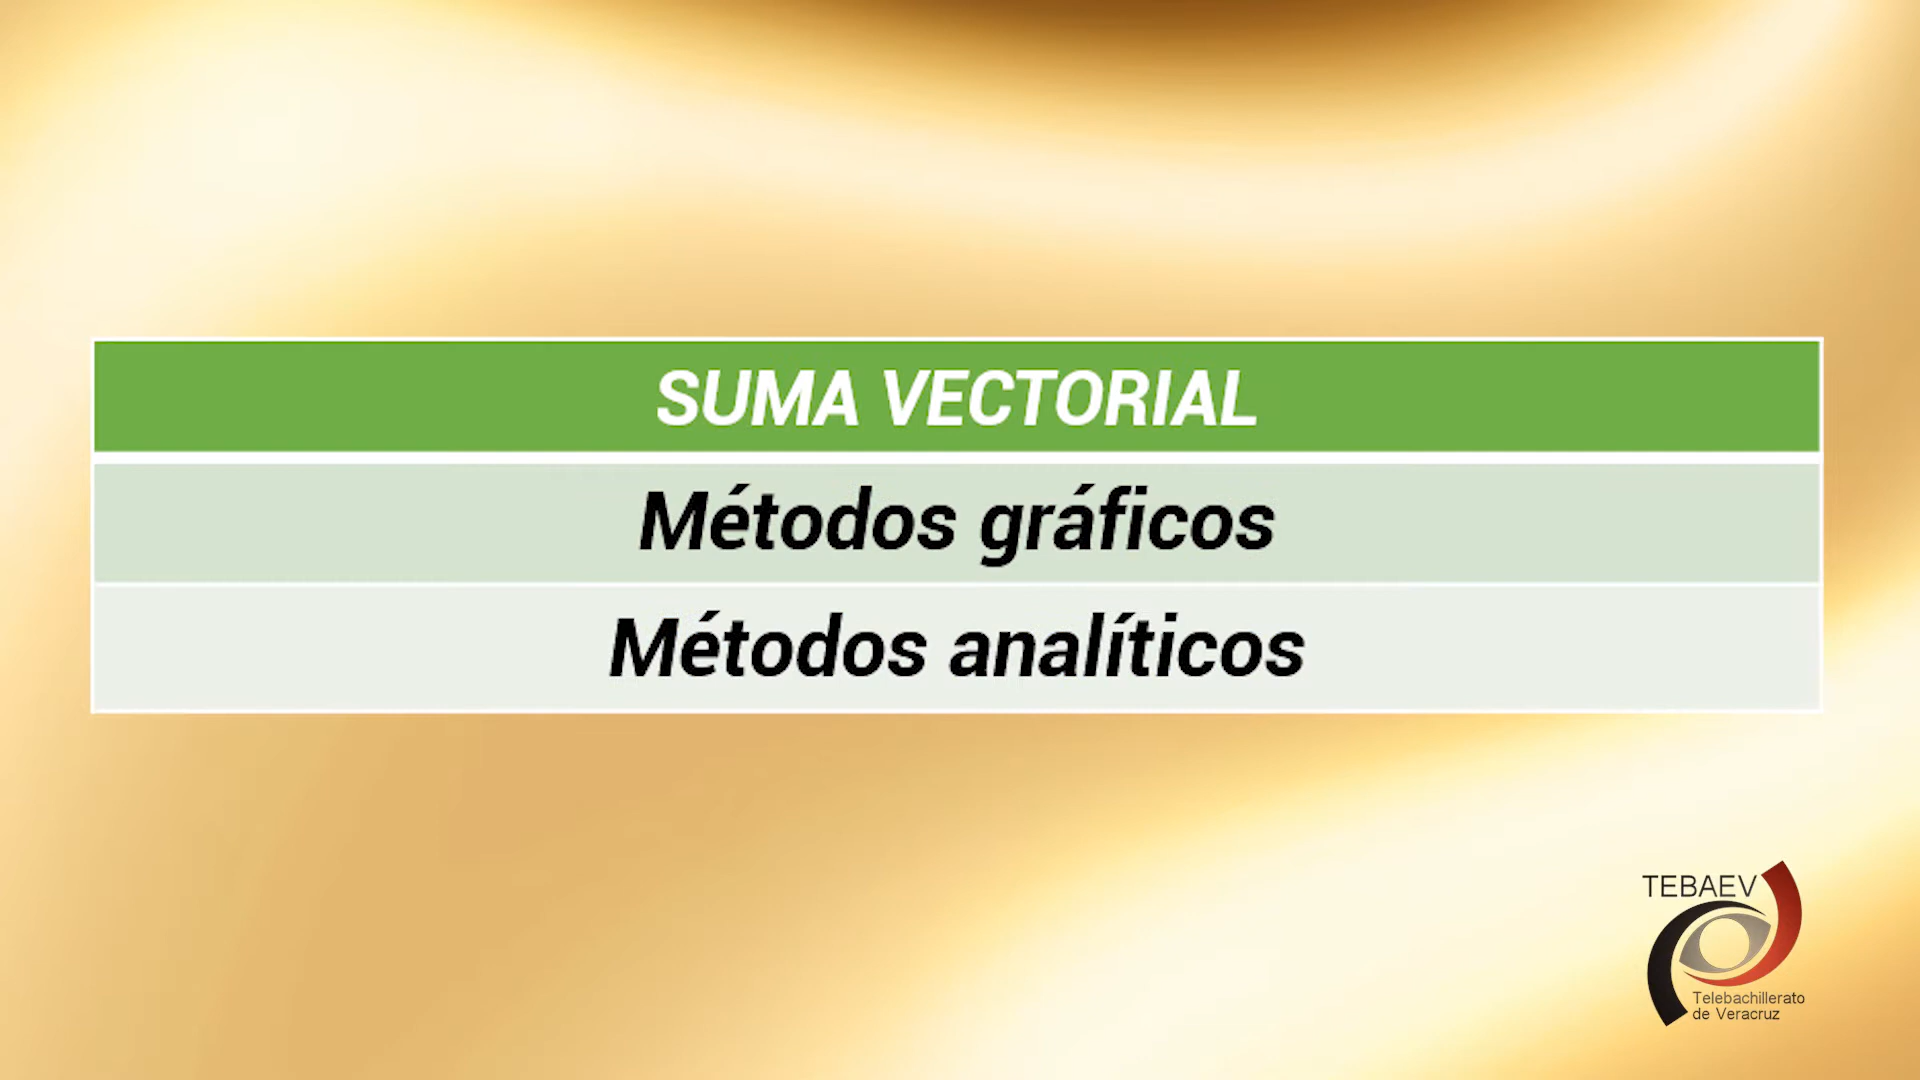 SUMA VECTORIAL
Métodos gráficos
Métodos analíticos
TEBAEV
Telebachillerato
de Veracruz